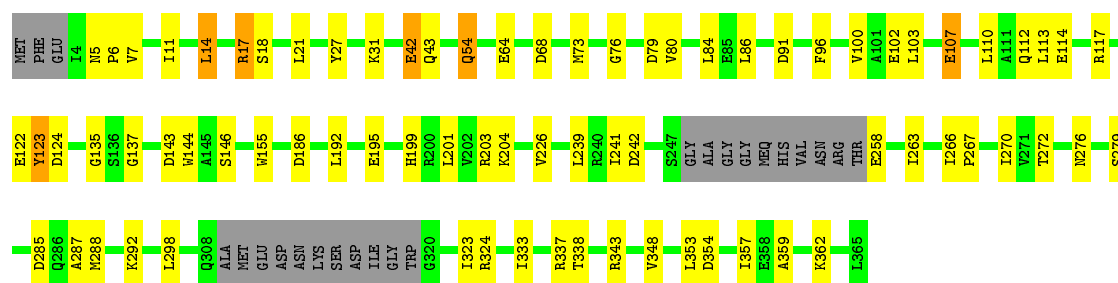 MET PHE GLU I4 N5 P6 V7 I11 L14 R17 S18 L21 Y27 K31 E42 Q43 Q54 E64 D68 M73 G76 D79 V80 L84 E85 L86 D91 F96 V100 A101 E102 L103 E107 L110 A111 Q112 L113 E114 R117
E122 Y123 D124 G135 S136 G137 D143 W144 A145 S146 W155 D186 L192 E195 H199 R200 L201 V202 R203 K204 V226 L239 R240 I241 D242 S247 GLY ALA GLY GLY MEQ HIS VAL ASN ARG THR E258 I263 I266 P267 I270 V271 T272 N276 S279
D285 Q286 A287 M288 K292 L298 Q308 ALA MET GLU ASP ASN LYS SER ASP ILE GLY TRP G320 I323 R324 I333 R337 T338 R343 V348 L353 D354 I357 E358 A359 K362 L365